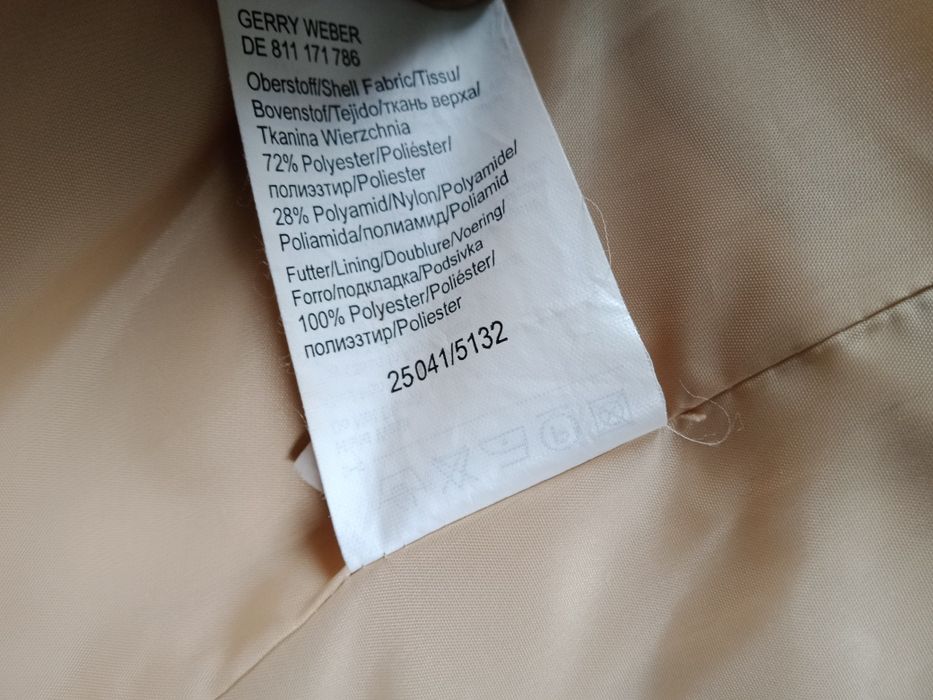 GERRY WEBER
DE 811 171 786
Oberstoff/Shell Fabric/Tissu/
Bovenstof/Tejido/ткань верха/
Tkanina Wierzchnia
72% Polyester/Poliéster/
полиэзтир/Poliester
28% Polyamid/Nylon/Polyamide/
Poliamida/полиамид/Poliamid
Futter/Lining/Doublure/Voering/
Forro/подкладка/Podsivka
100% Polyester/Poliéster/
полиэзтир/Poliester
25041/5132